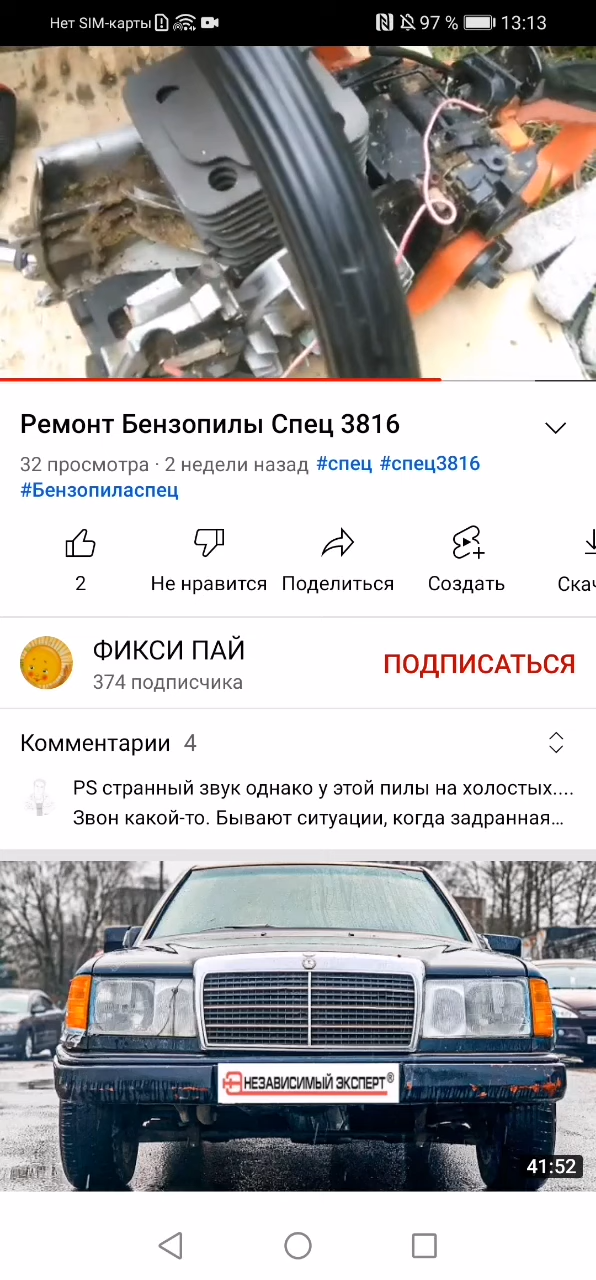 Нет SIM-карты 97 % 13:13
Ремонт Бензопилы Спец 3816
32 просмотра · 2 недели назад #спец #спец3816
#Бензопиласпец
2 Не нравится Поделиться Создать Скач
ФИКСИ ПАЙ
374 подписчика
ПОДПИСАТЬСЯ
Комментарии 4
PS странный звук однако у этой пилы на холостых....
Звон какой-то. Бывают ситуации, когда задранная...
НЕЗАВИСИМЫЙ ЭКСПЕРТ®
41:52